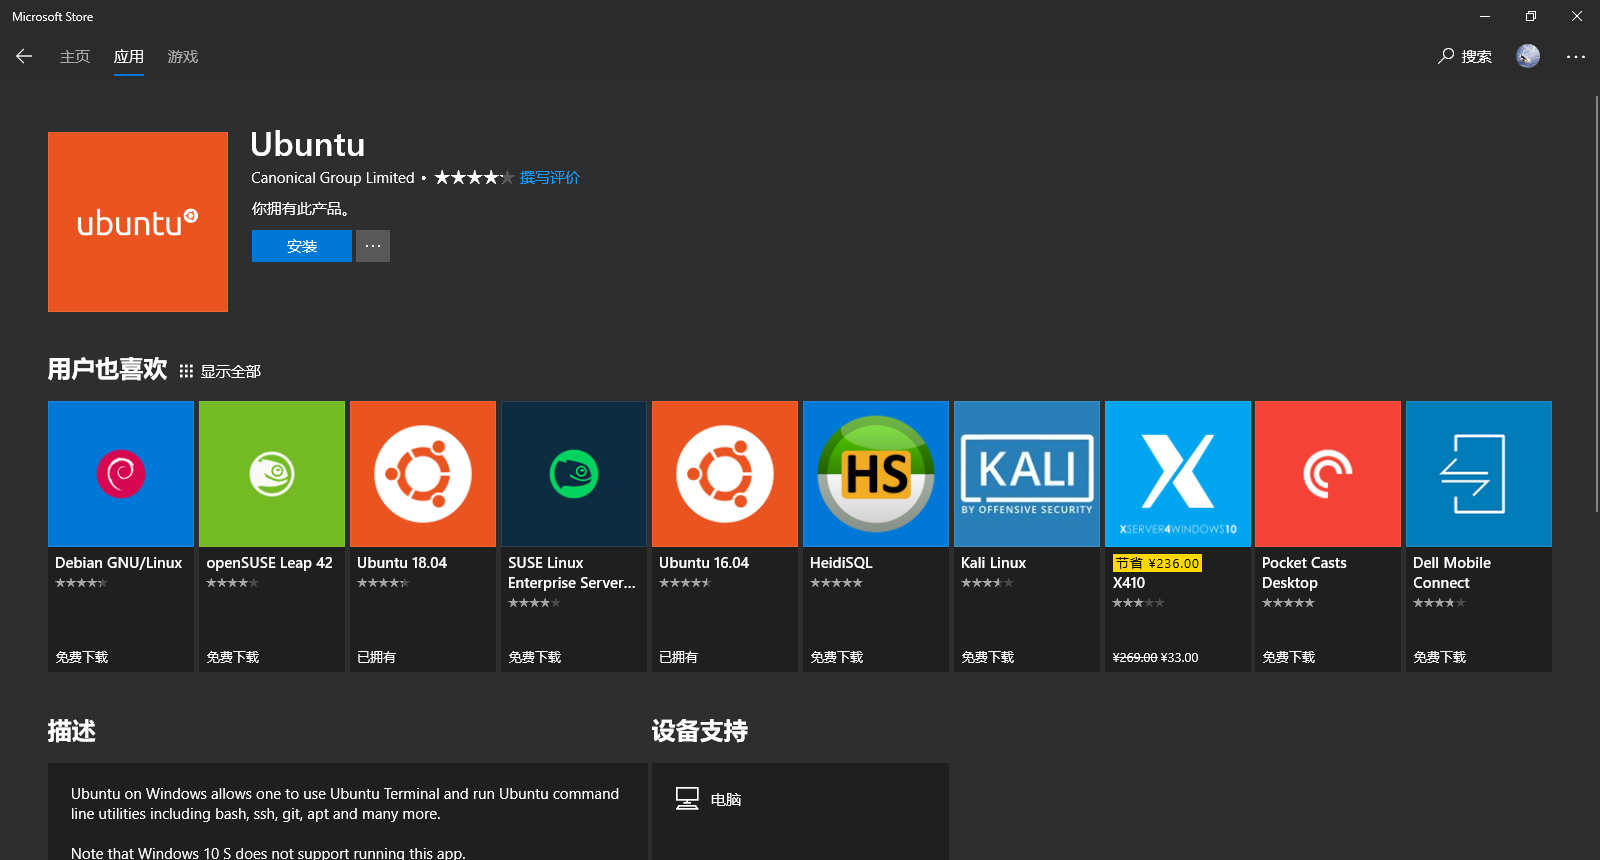 Microsoft Store
主页 应用 游戏 搜索
ubuntu
Ubuntu
Canonical Group Limited • 撰写评价
你拥有此产品。
安装
用户也喜欢 显示全部
HS
KALI
BY OFFENSIVE SECURITY
X
XSERVER4WINDOWS10
Debian GNU/Linux
免费下载
openSUSE Leap 42
免费下载
Ubuntu 18.04
已拥有
SUSE Linux
Enterprise Server...
免费下载
Ubuntu 16.04
已拥有
HeidiSQL
免费下载
Kali Linux
免费下载
节省 ¥236.00
X410
¥269.00 ¥33.00
Pocket Casts
Desktop
免费下载
Dell Mobile
Connect
免费下载
描述
Ubuntu on Windows allows one to use Ubuntu Terminal and run Ubuntu command
line utilities including bash, ssh, git, apt and many more.
Note that Windows 10 S does not support running this app.
设备支持
电脑